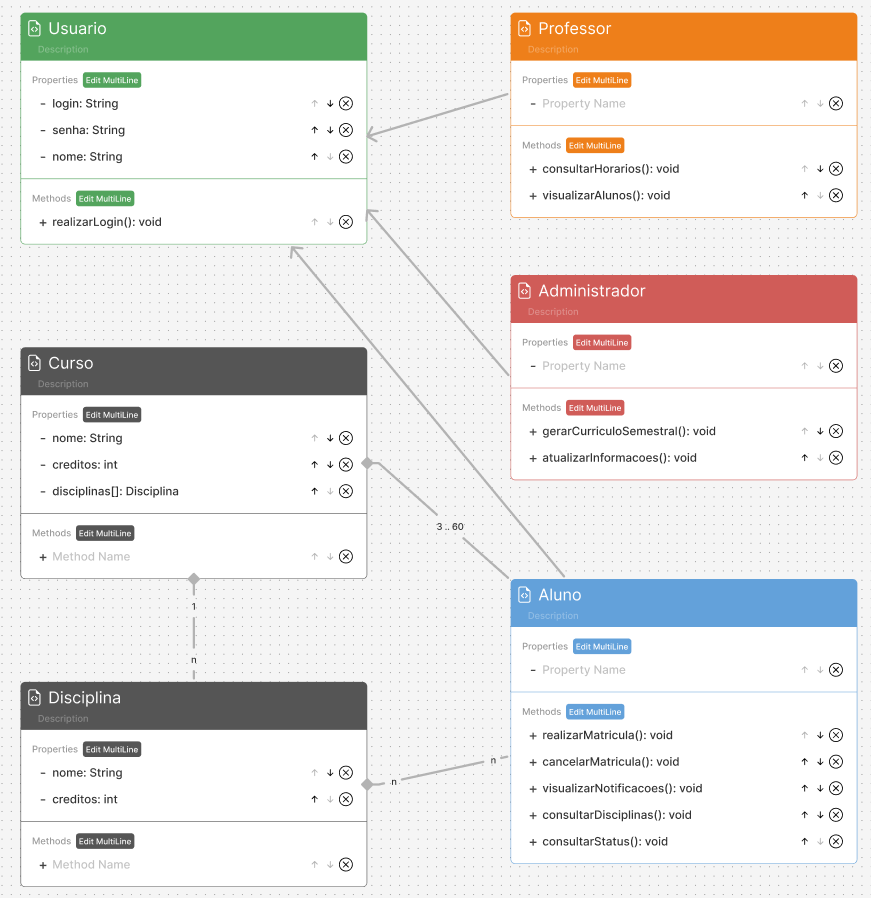 Usuario
Description
Properties Edit MultiLine
- login: String
- senha: String
- nome: String
Methods Edit MultiLine
+ realizarLogin(): void
Professor
Description
Properties Edit MultiLine
- Property Name
Methods Edit MultiLine
+ consultarHorarios(): void
+ visualizarAlunos(): void
Administrador
Description
Properties Edit MultiLine
- Property Name
Methods Edit MultiLine
+ gerarCurriculoSemestral(): void
+ atualizarInformacoes(): void
Curso
Description
Properties Edit MultiLine
- nome: String
- creditos: int
- disciplinas[]: Disciplina
Methods Edit MultiLine
+ Method Name
3 .. 60
1
n
Aluno
Description
Properties Edit MultiLine
- Property Name
Methods Edit MultiLine
+ realizarMatricula(): void
+ cancelarMatricula(): void
+ visualizarNotificacoes(): void
+ consultarDisciplinas(): void
+ consultarStatus(): void
Disciplina
Description
Properties Edit MultiLine
- nome: String
- creditos: int
Methods Edit MultiLine
+ Method Name
n
n